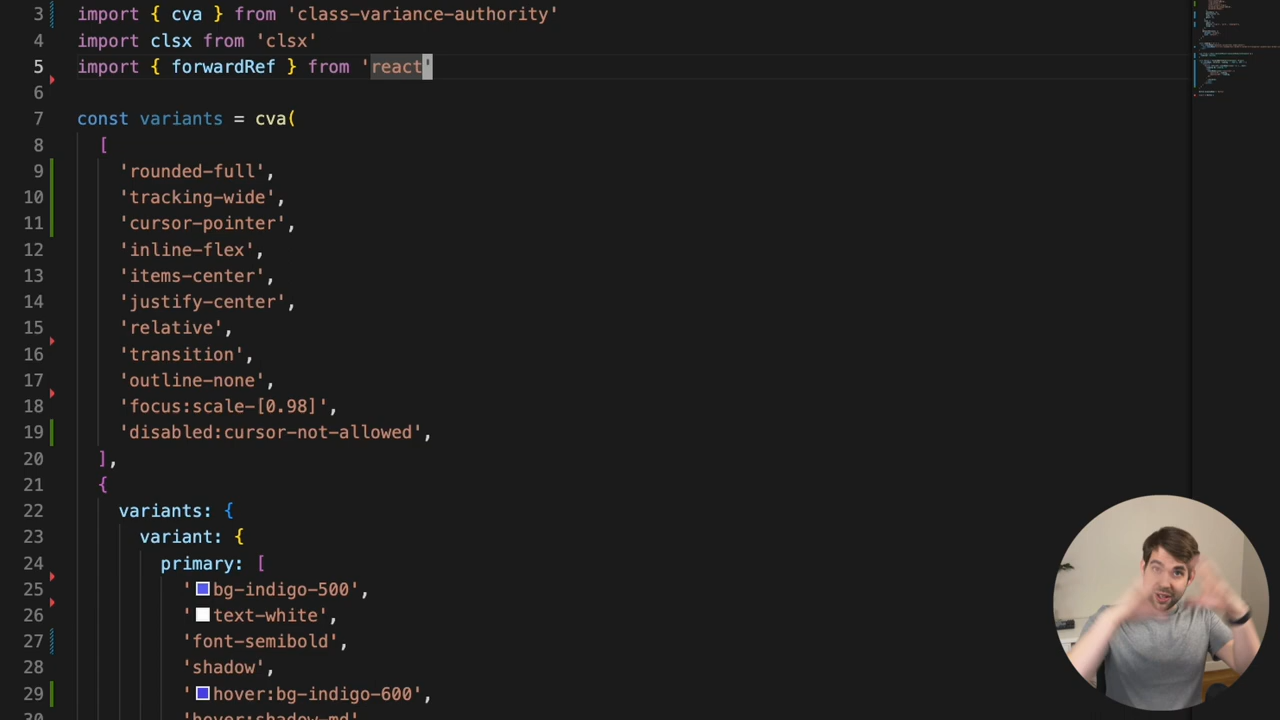 3 import { cva } from 'class-variance-authority'
4 import clsx from 'clsx'
5 import { forwardRef } from 'react'
6
7 const variants = cva(
8 [
9 'rounded-full',
10 'tracking-wide',
11 'cursor-pointer',
12 'inline-flex',
13 'items-center',
14 'justify-center',
15 'relative',
16 'transition',
17 'outline-none',
18 'focus:scale-[0.98]',
19 'disabled:cursor-not-allowed',
20 ],
21 {
22 variants: {
23 variant: {
24 primary: [
25 'bg-indigo-500',
26 'text-white',
27 'font-semibold',
28 'shadow',
29 'hover:bg-indigo-600',
30 'hover:shadow-md'